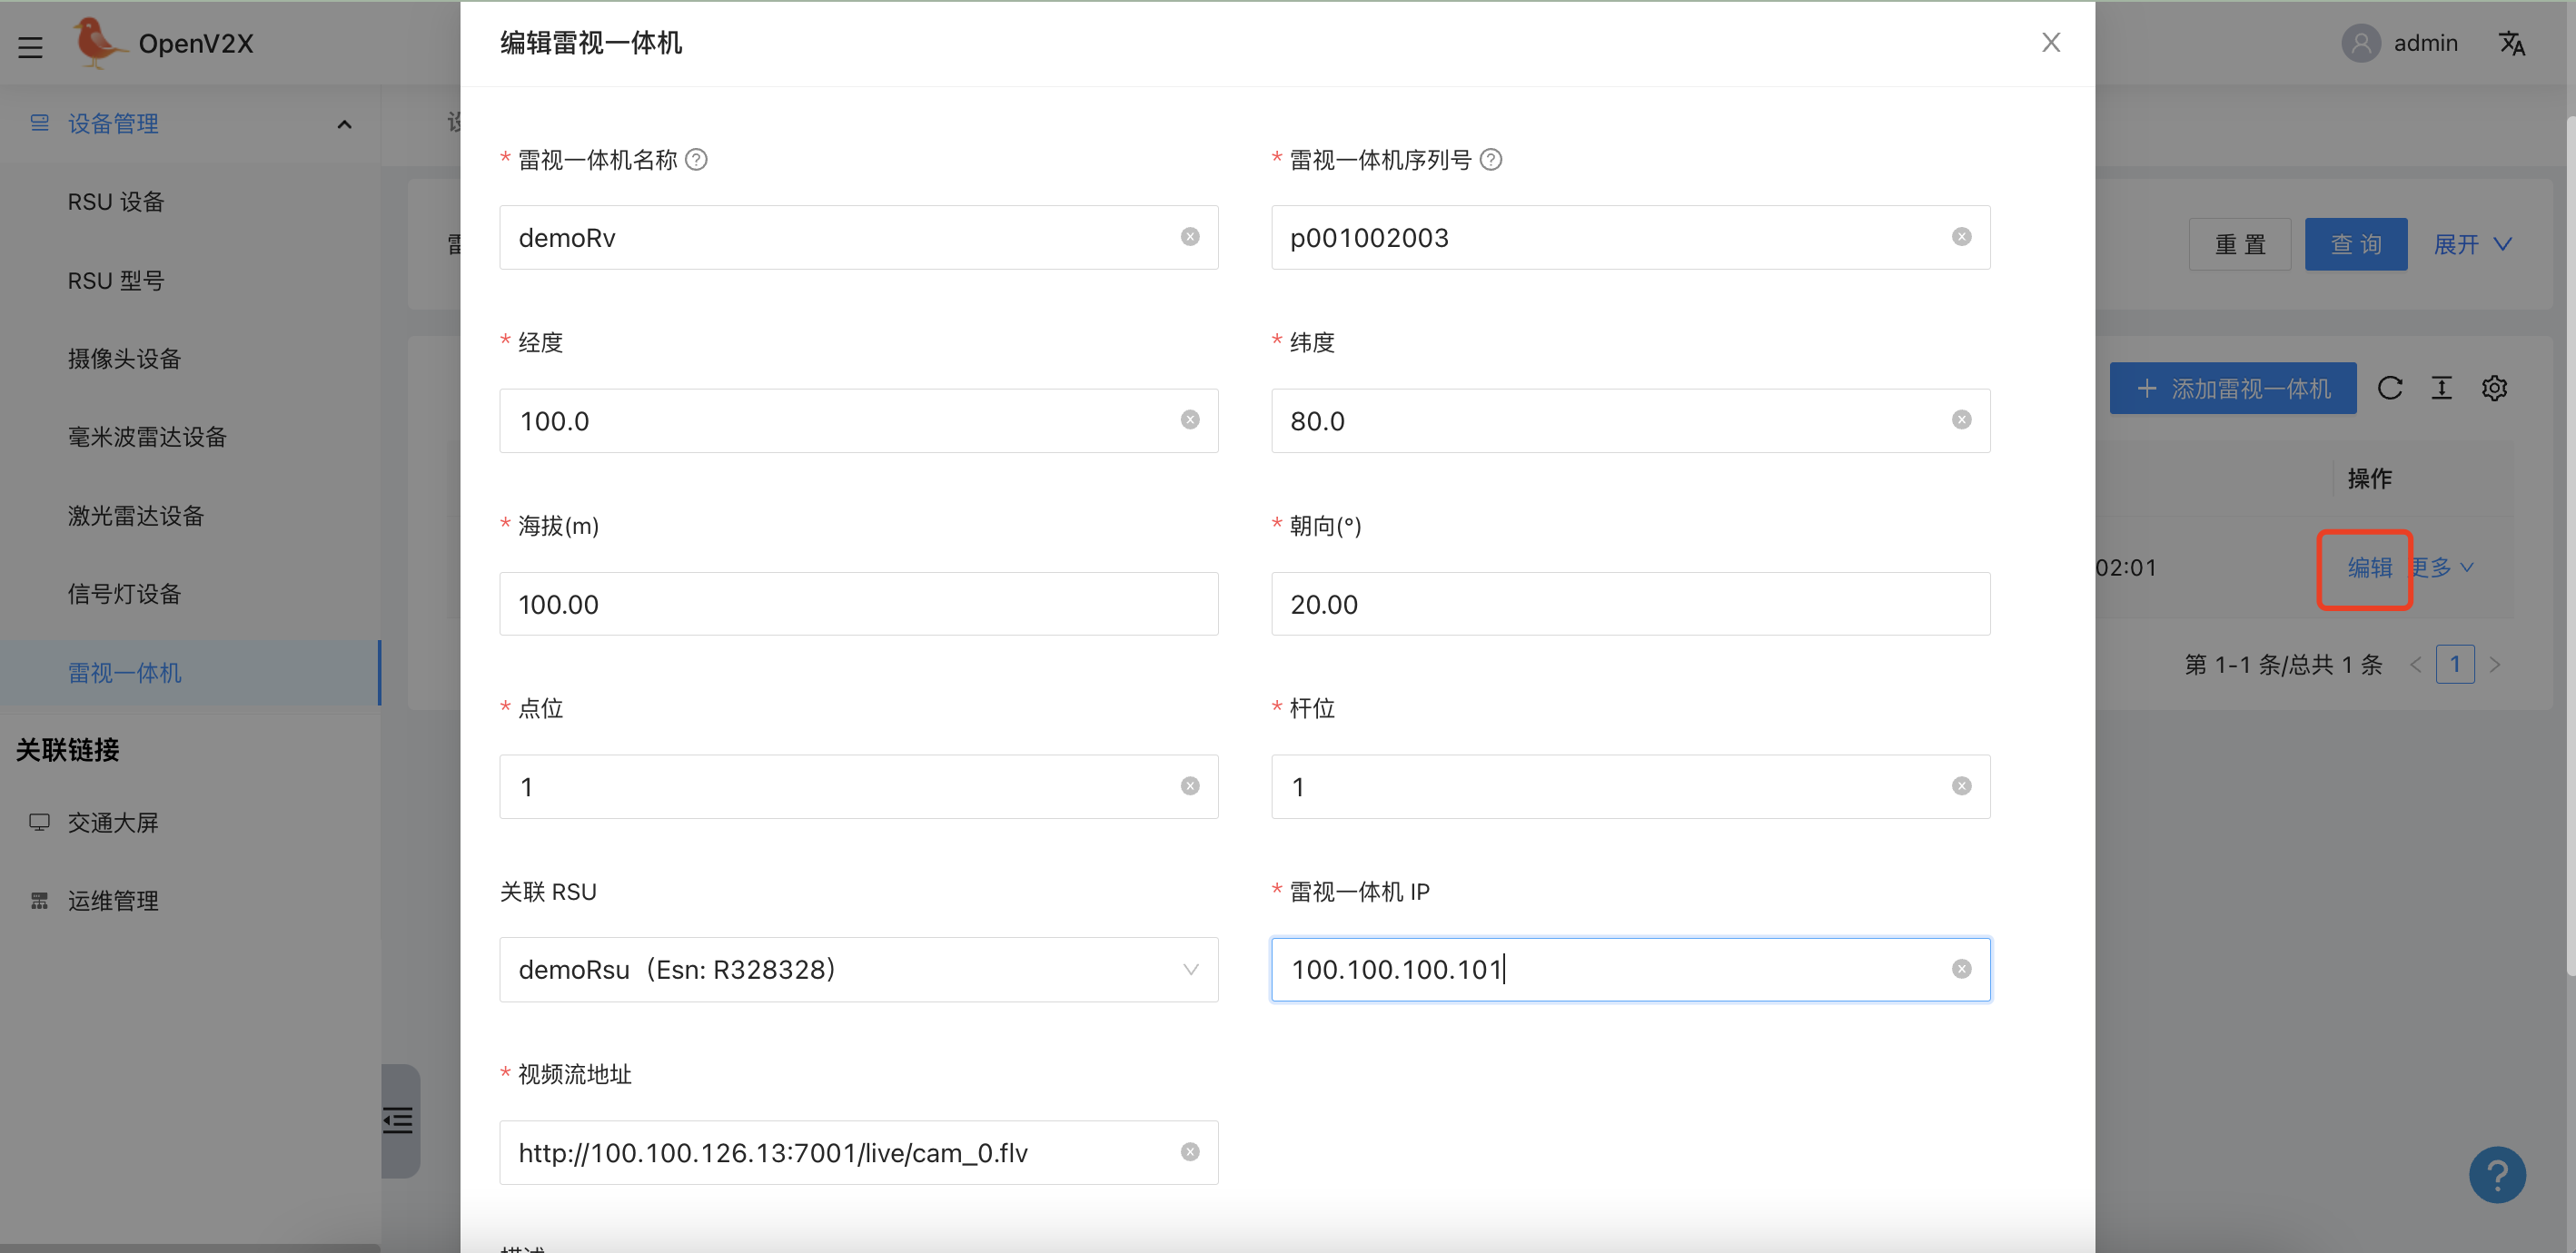 OpenV2X
编辑雷视一体机
admin
设备管理
RSU 设备
RSU 型号
摄像头设备
毫米波雷达设备
激光雷达设备
信号灯设备
雷视一体机
关联链接
交通大屏
运维管理
* 雷视一体机名称
demoRv
* 雷视一体机序列号
p001002003
* 经度
100.0
* 纬度
80.0
* 海拔(m)
100.00
* 朝向(°)
20.00
* 点位
1
* 杆位
1
关联 RSU
demoRsu（Esn: R328328）
* 雷视一体机 IP
100.100.100.101
* 视频流地址
http://100.100.126.13:7001/live/cam_0.flv
重 置
查 询
展开
添加雷视一体机
操作
02:01
编辑
更多
第 1-1 条/总共 1 条
1